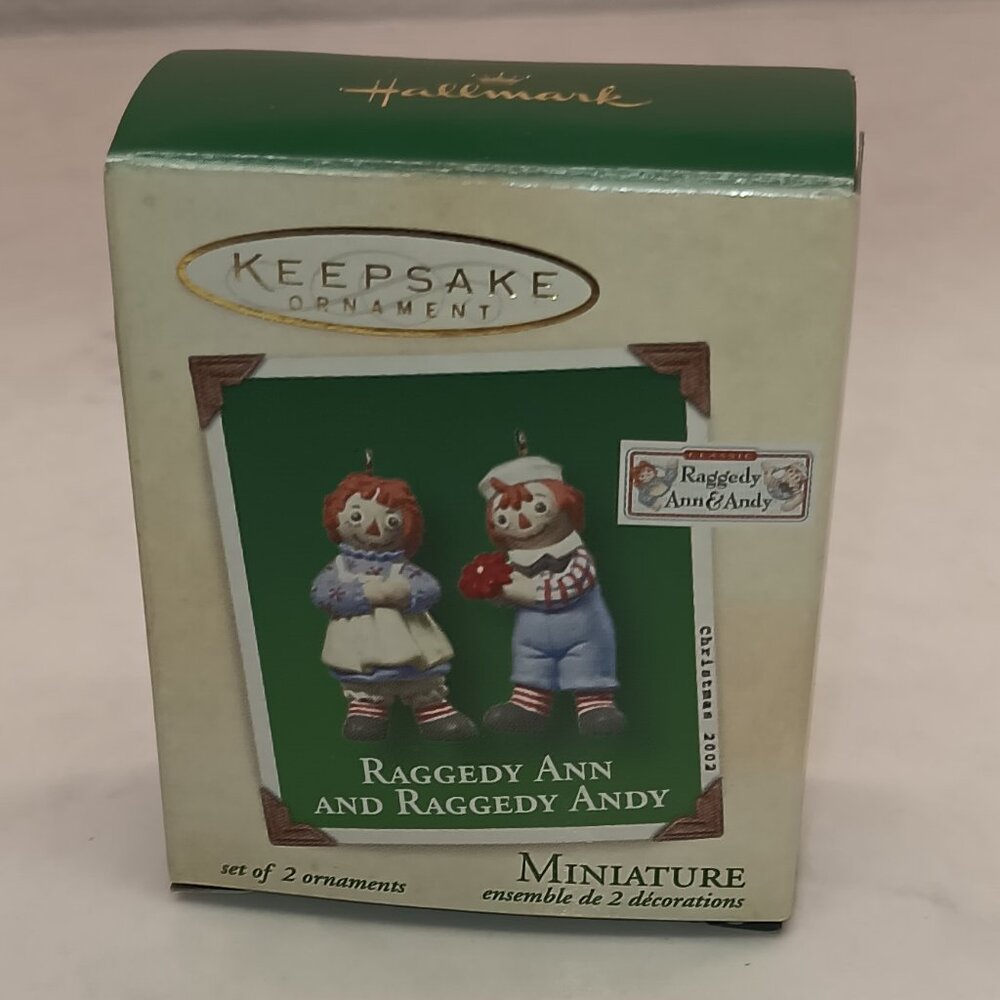 Hallmark
KEEPSAKE
ORNAMENT
CLASSIC
Raggedy
Ann & Andy
Christmas 2002
RAGGEDY ANN
AND RAGGEDY ANDY
set of 2 ornaments
MINIATURE
ensemble de 2 décorations